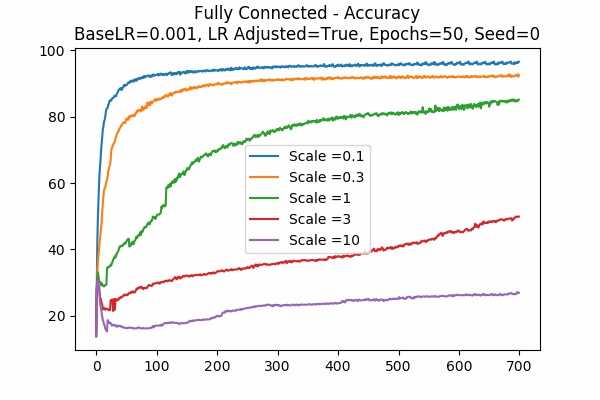 Fully Connected - Accuracy
BaseLR=0.001, LR Adjusted=True, Epochs=50, Seed=0
100
80
60
40
20
Scale =0.1
Scale =0.3
Scale =1
Scale =3
Scale =10
0 100 200 300 400 500 600 700